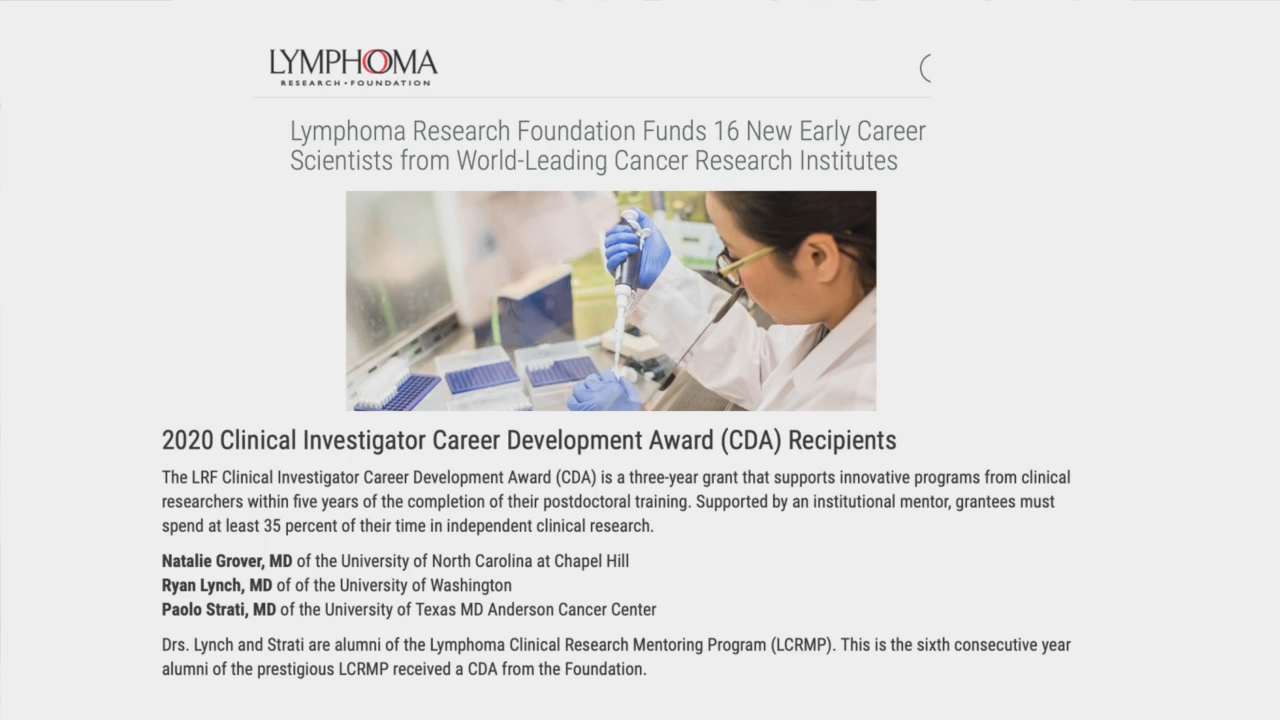 LYMPHOMA
RESEARCH • FOUNDATION
Lymphoma Research Foundation Funds 16 New Early Career
Scientists from World-Leading Cancer Research Institutes
2020 Clinical Investigator Career Development Award (CDA) Recipients
The LRF Clinical Investigator Career Development Award (CDA) is a three-year grant that supports innovative programs from clinical
researchers within five years of the completion of their postdoctoral training. Supported by an institutional mentor, grantees must
spend at least 35 percent of their time in independent clinical research.
Natalie Grover, MD of the University of North Carolina at Chapel Hill
Ryan Lynch, MD of of the University of Washington
Paolo Strati, MD of the University of Texas MD Anderson Cancer Center
Drs. Lynch and Strati are alumni of the Lymphoma Clinical Research Mentoring Program (LCRMP). This is the sixth consecutive year
alumni of the prestigious LCRMP received a CDA from the Foundation.